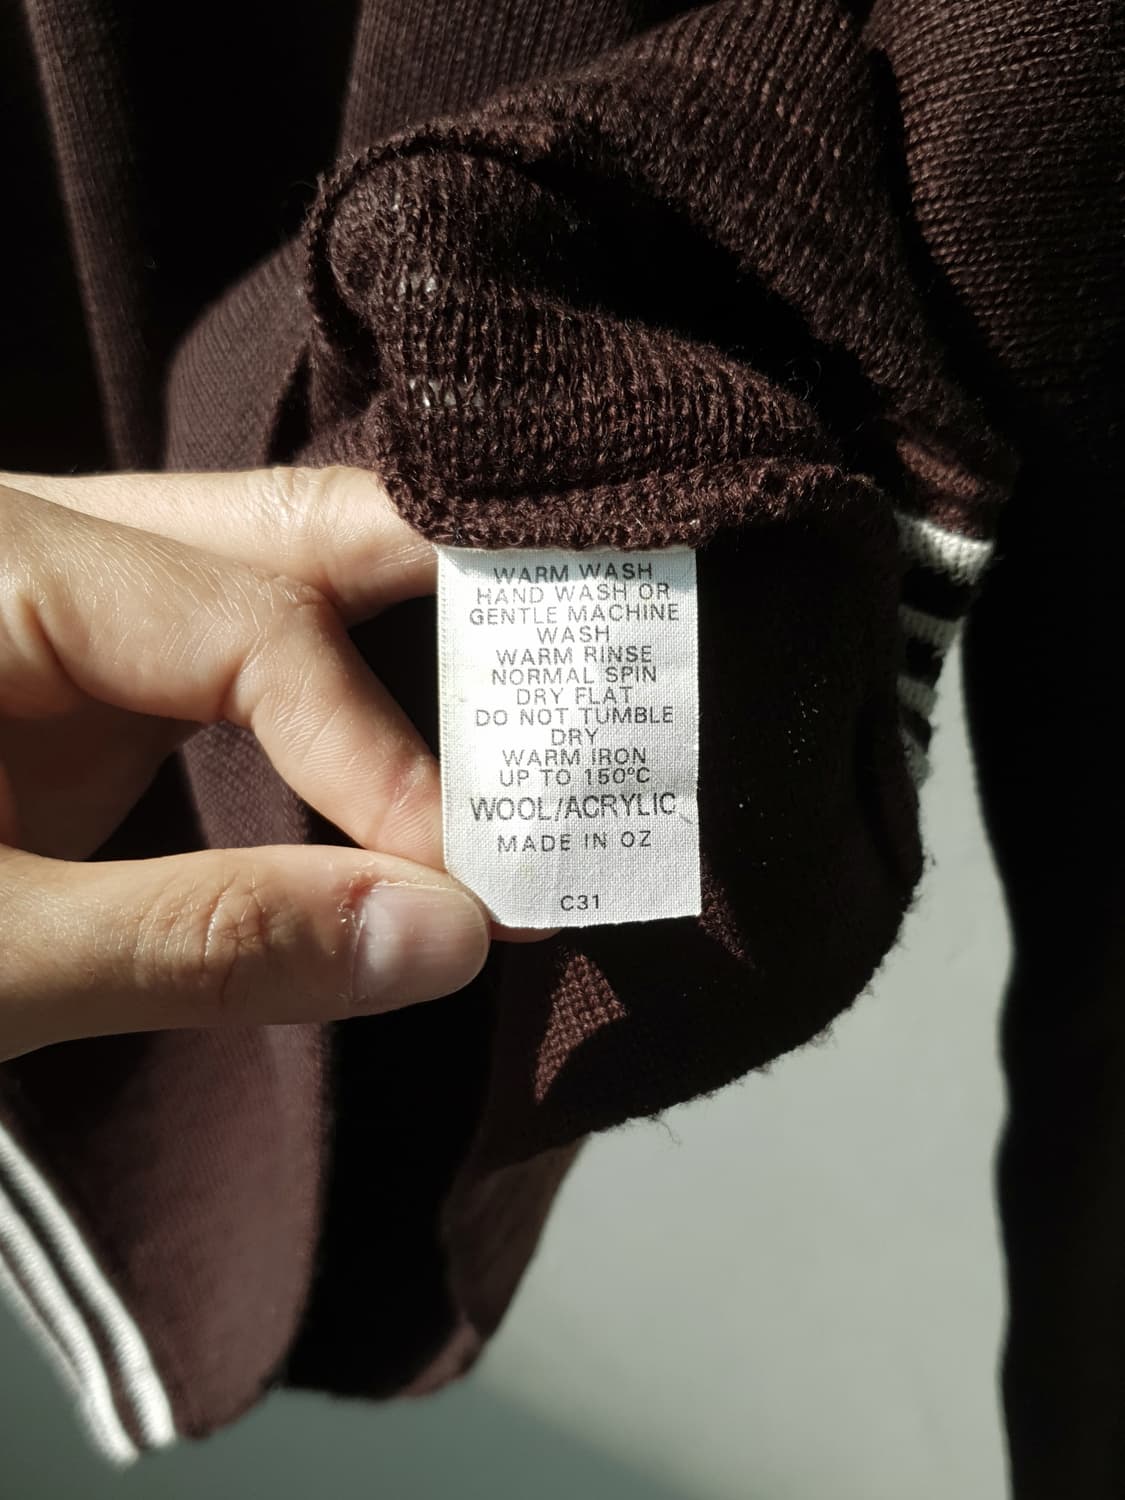 WARM WASH
HAND WASH OR
GENTLE MACHINE
WASH
WARM RINSE
NORMAL SPIN
DRY FLAT
DO NOT TUMBLE
DRY
WARM IRON
UP TO 150°C
WOOL/ACRYLIC
MADE IN OZ
C31